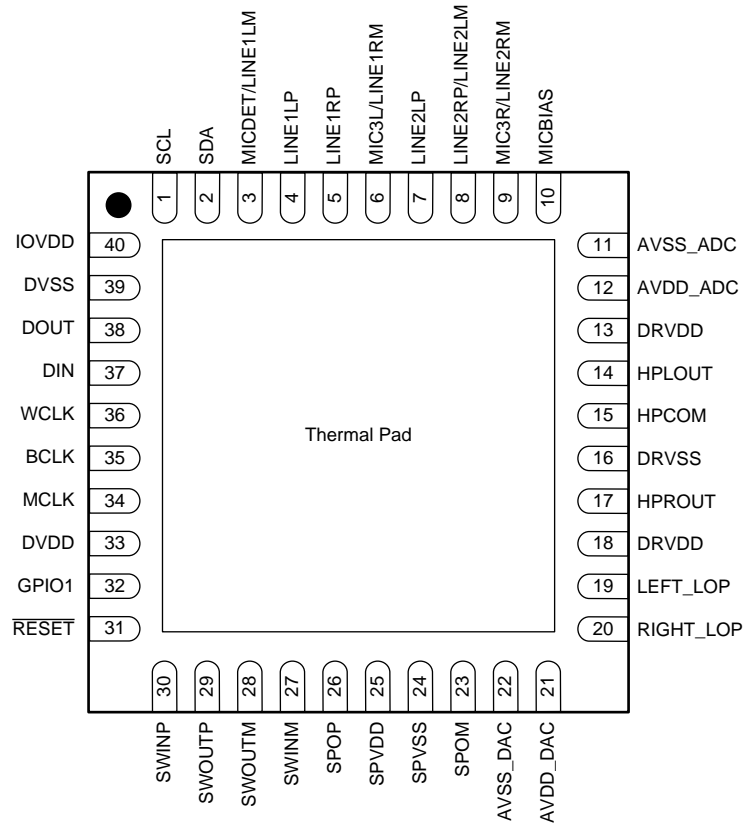 SCL
SDA
MICDET/LINE1LM
LINE1LP
LINE1RP
MIC3L/LINE1RM
LINE2LP
LINE2RP/LINE2LM
MIC3R/LINE2RM
MICBIAS
1
2
3
4
5
6
7
8
9
10
IOVDD 40
DVSS 39
DOUT 38
DIN 37
WCLK 36
BCLK 35
MCLK 34
DVDD 33
GPIO1 32
RESET 31
Thermal Pad
11 AVSS_ADC
12 AVDD_ADC
13 DRVDD
14 HPLOUT
15 HPCOM
16 DRVSS
17 HPROUT
18 DRVDD
19 LEFT_LOP
20 RIGHT_LOP
30
29
28
27
26
25
24
23
22
21
SWINP
SWOUTP
SWOUTM
SWINM
SPOP
SPVDD
SPVSS
SPOM
AVSS_DAC
AVDD_DAC